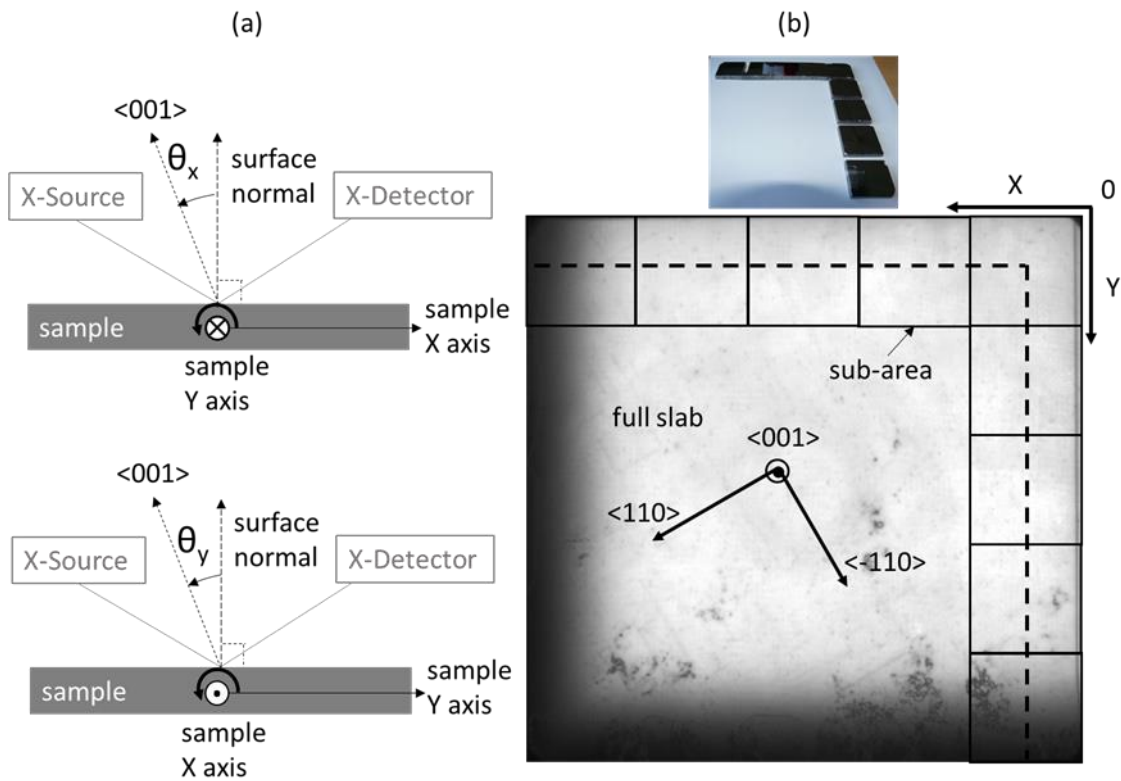 (a)
<001>
θx
surface
normal
X-Source
X-Detector
sample
sample
X axis
sample
Y axis
<001>
θy
surface
normal
X-Source
X-Detector
sample
sample
Y axis
sample
X axis
(b)
X
0
Y
sub-area
full slab
<001>
<110>
<-110>